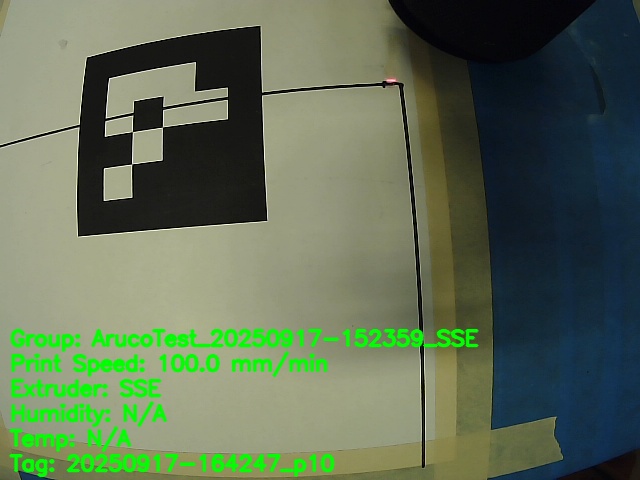 Group: ArucoTest_20250917-152359_SSE
Print Speed: 100.0 mm/min
Extruder: SSE
Humidity: N/A
Temp: N/A
Tag: 20250917-164247_p10